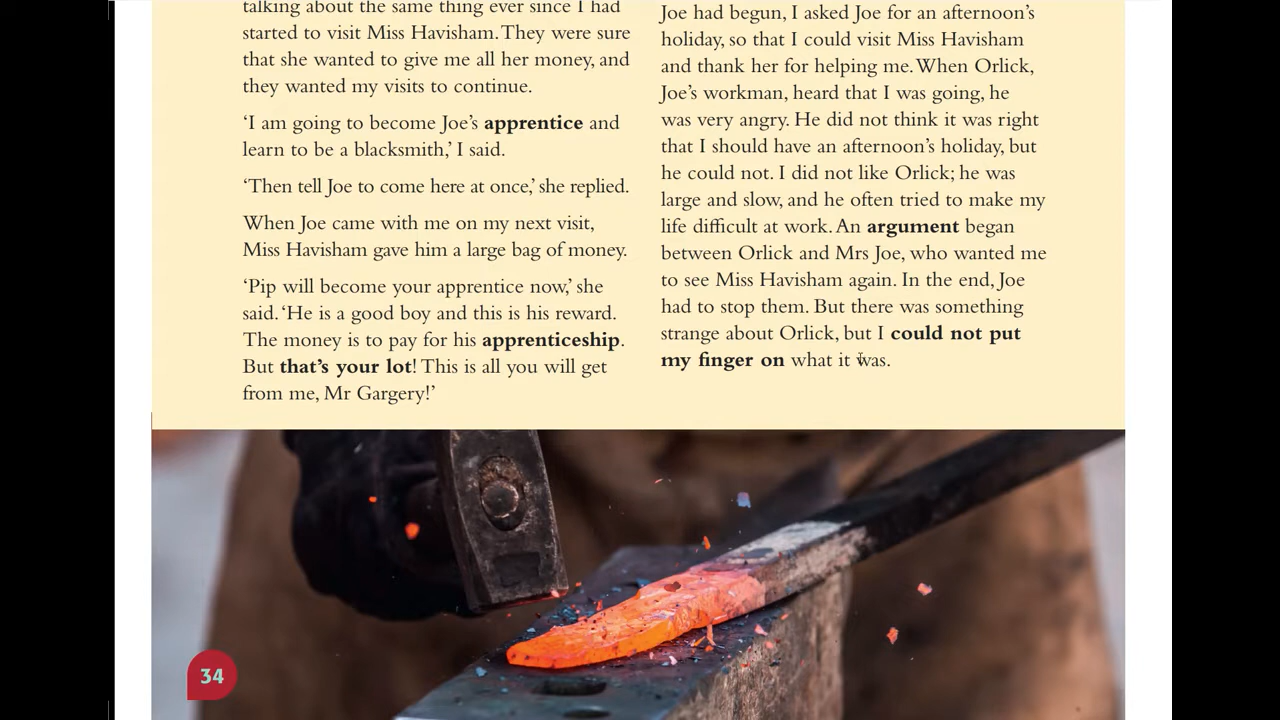 talking about the same thing ever since I had
started to visit Miss Havisham. They were sure
that she wanted to give me all her money, and
they wanted my visits to continue.
‘I am going to become Joe’s apprentice and
learn to be a blacksmith,’ I said.
‘Then tell Joe to come here at once,’ she replied.
When Joe came with me on my next visit,
Miss Havisham gave him a large bag of money.
‘Pip will become your apprentice now,’ she
said. ‘He is a good boy and this is his reward.
The money is to pay for his apprenticeship.
But that’s your lot! This is all you will get
from me, Mr Gargery!’
Joe had begun, I asked Joe for an afternoon’s
holiday, so that I could visit Miss Havisham
and thank her for helping me. When Orlick,
Joe’s workman, heard that I was going, he
was very angry. He did not think it was right
that I should have an afternoon’s holiday, but
he could not. I did not like Orlick; he was
large and slow, and he often tried to make my
life difficult at work. An argument began
between Orlick and Mrs Joe, who wanted me
to see Miss Havisham again. In the end, Joe
had to stop them. But there was something
strange about Orlick, but I could not put
my finger on what it was.
34